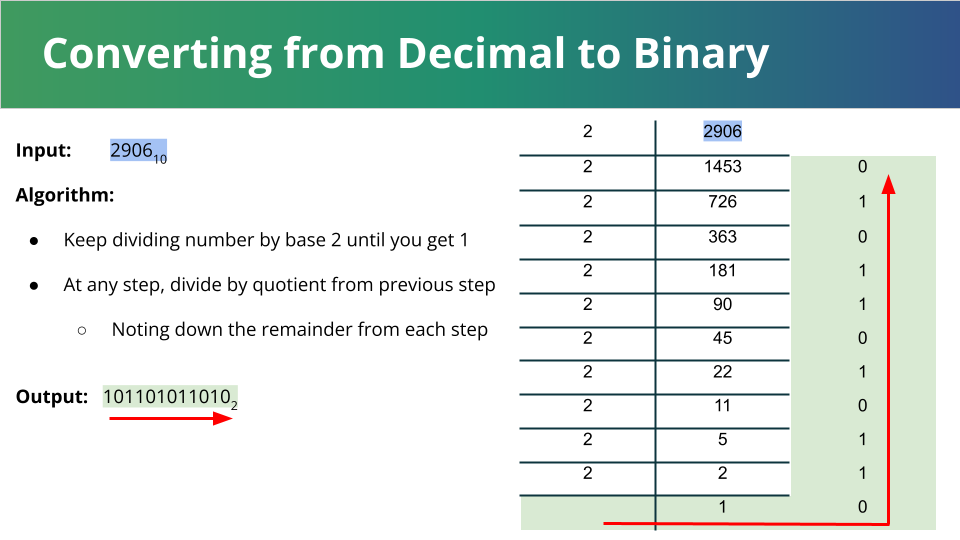 Converting from Decimal to Binary
Input: 2906₁₀
Algorithm:
● Keep dividing number by base 2 until you get 1
● At any step, divide by quotient from previous step
○ Noting down the remainder from each step
Output: 101101011010₂
2 2906
2 1453 0
2 726 1
2 363 0
2 181 1
2 90 1
2 45 0
2 22 1
2 11 0
2 5 1
2 2 1
1 0